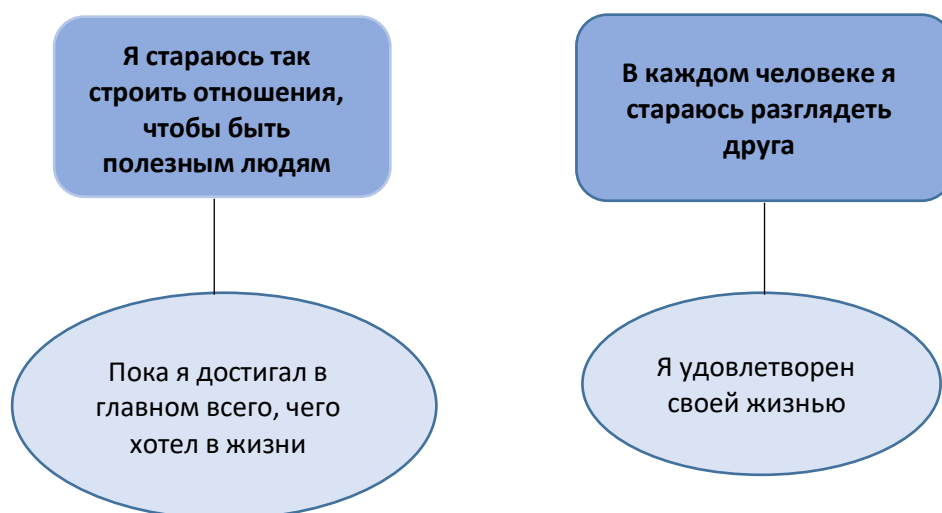 Я стараюсь так
строить отношения,
чтобы быть
полезным людям
В каждом человеке я
стараюсь разглядеть
друга
Пока я достигал в
главном всего, чего
хотел в жизни
Я удовлетворен
своей жизнью